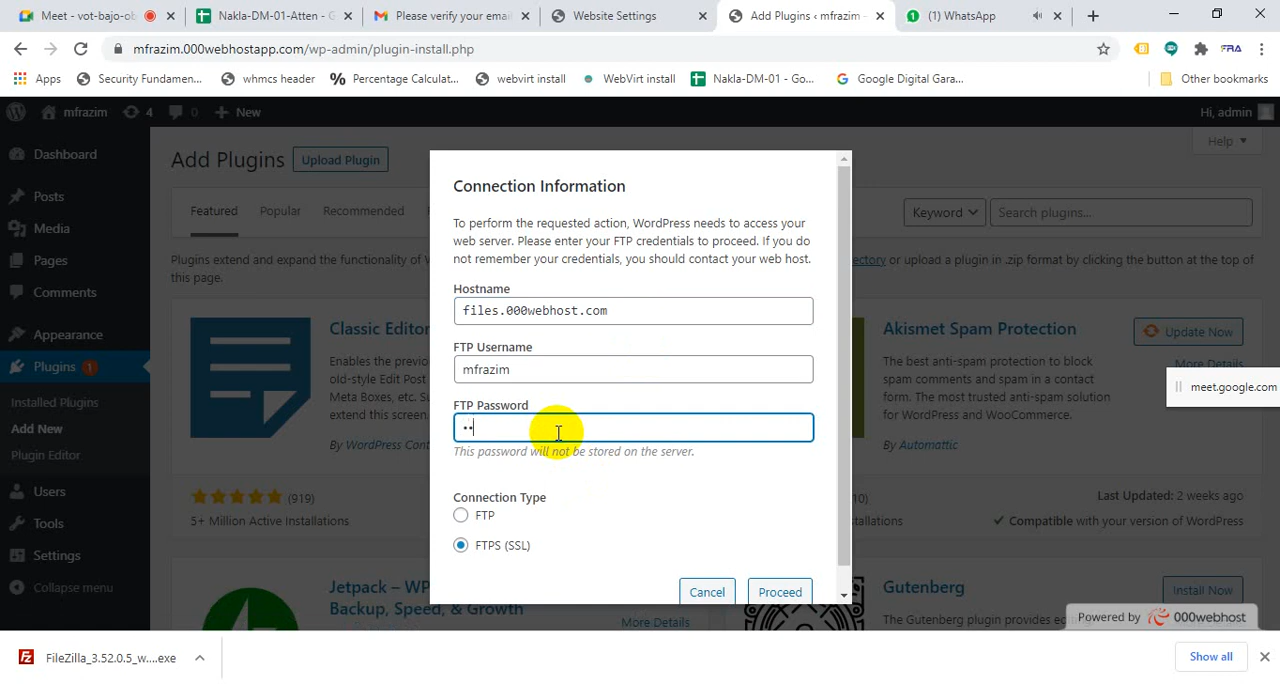 Meet - vot-bajo-ob
Nakla-DM-01-Atten - G
Please verify your email
Website Settings
Add Plugins ‹ mfrazim –
(1) WhatsApp
mfrazim.000webhostapp.com/wp-admin/plugin-install.php
Apps
Security Fundamen...
whmcs header
Percentage Calculat...
webvirt install
WebVirt install
Nakla-DM-01 - Go...
Google Digital Gara...
Other bookmarks
mfrazim
4
0
New
Hi, admin
Dashboard
Posts
Media
Pages
Comments
Appearance
Plugins 1
Installed Plugins
Add New
Plugin Editor
Users
Tools
Settings
Collapse menu
Add Plugins
Upload Plugin
Help
Featured
Popular
Recommended
Keyword
Search plugins...
Plugins extend and expand the functionality of W
ectory or upload a plugin in .zip format by clicking the button at the top of
this page.
Classic Editor
Enables the previous
old-style Edit Post
Meta Boxes, etc. Su
extend this screen.
By WordPress Cont
(919)
5+ Million Active Installations
Akismet Spam Protection
Update Now
More Details
The best anti-spam protection to block
spam comments and spam in a contact
form. The most trusted antispam solution
for WordPress and WooCommerce.
By Automattic
10)
Last Updated: 2 weeks ago
stallations
Compatible with your version of WordPress
Jetpack – WP
Backup, Speed, & Growth
More Details
Gutenberg
Install Now
The Gutenberg plugin provides
Connection Information
To perform the requested action, WordPress needs to access your
web server. Please enter your FTP credentials to proceed. If you do
not remember your credentials, you should contact your web host.
Hostname
files.000webhost.com
FTP Username
mfrazim
FTP Password
••
This password will not be stored on the server.
Connection Type
FTP
FTPS (SSL)
Cancel
Proceed
meet.google.com
Powered by 000webhost
FileZilla_3.52.0.5_w....exe
Show all